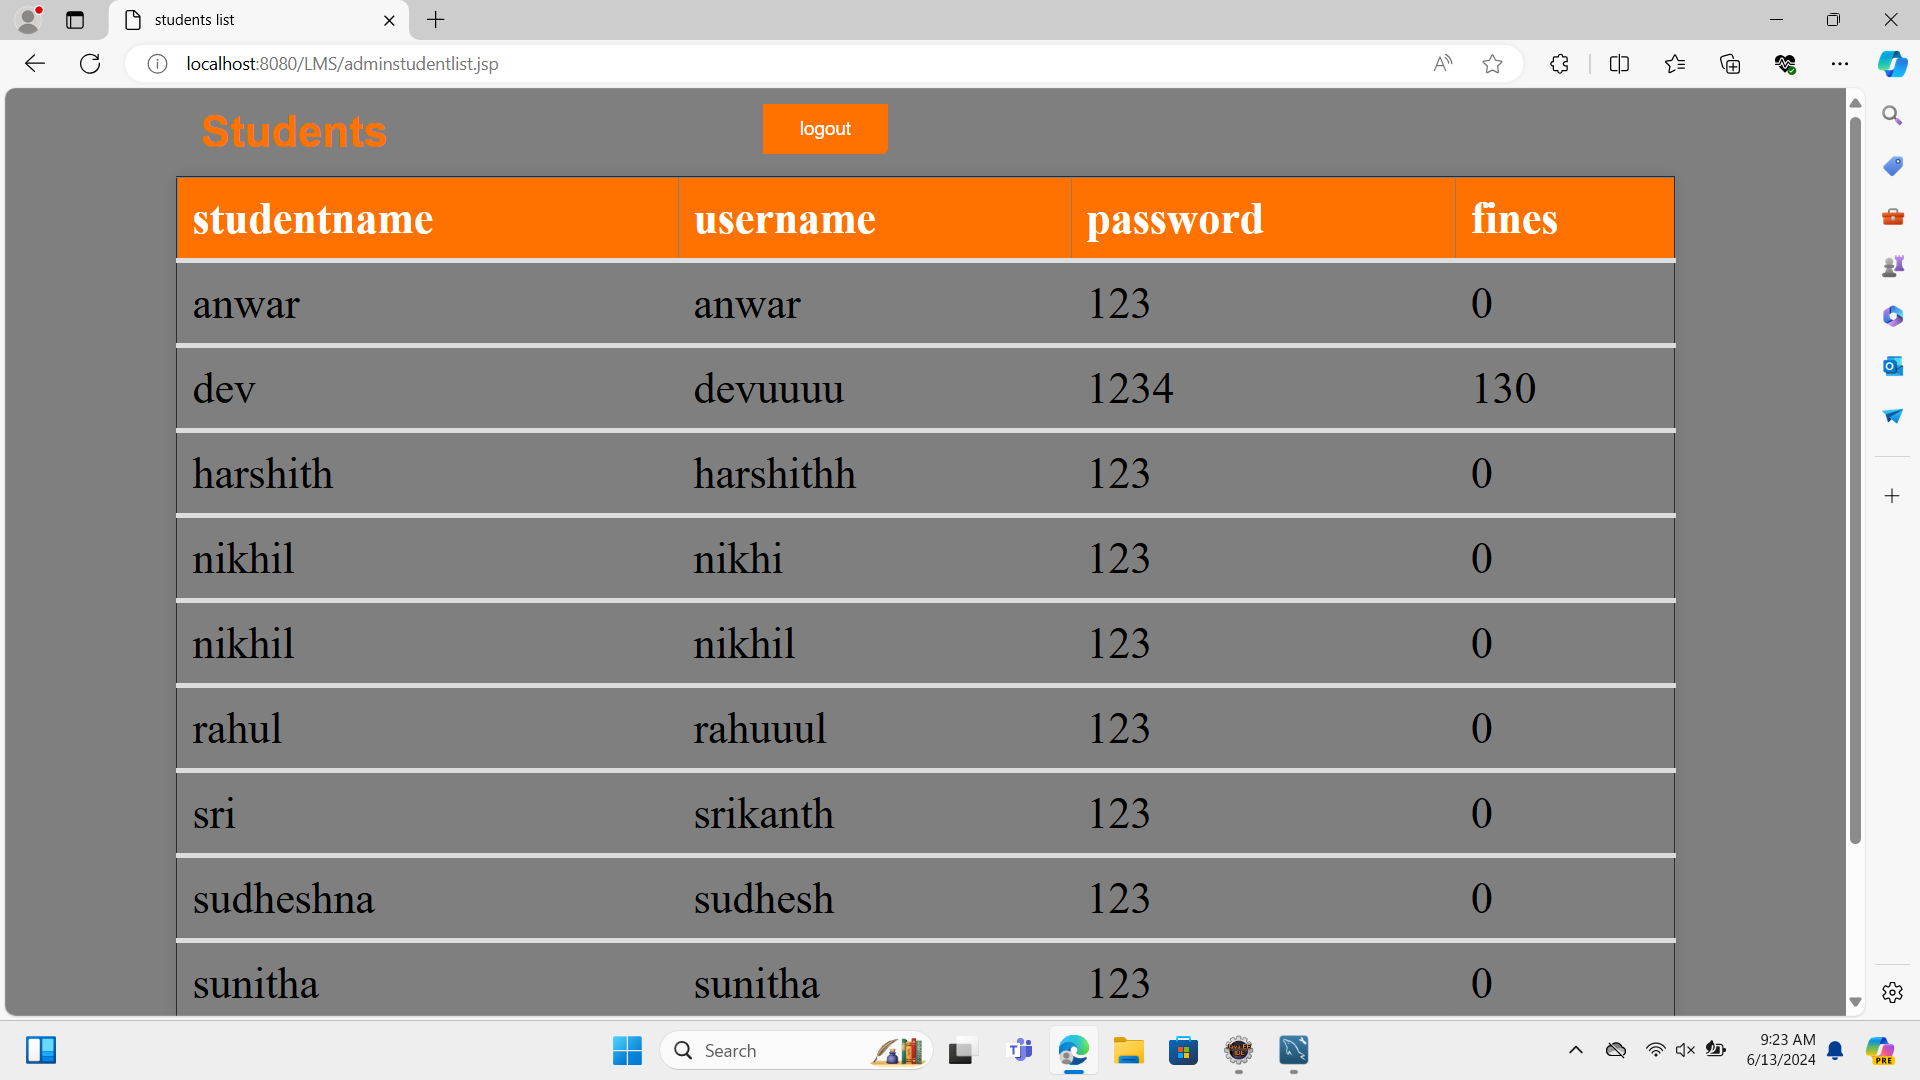 students list
localhost:8080/LMS/adminstudentlist.jsp
Students
logout
studentname username password fines
anwar anwar 123 0
dev devuuuu 1234 130
harshith harshithh 123 0
nikhil nikhi 123 0
nikhil nikhil 123 0
rahul rahuuul 123 0
sri srikanth 123 0
sudheshna sudhesh 123 0
sunitha sunitha 123 0
Search
9:23 AM
6/13/2024
PRE